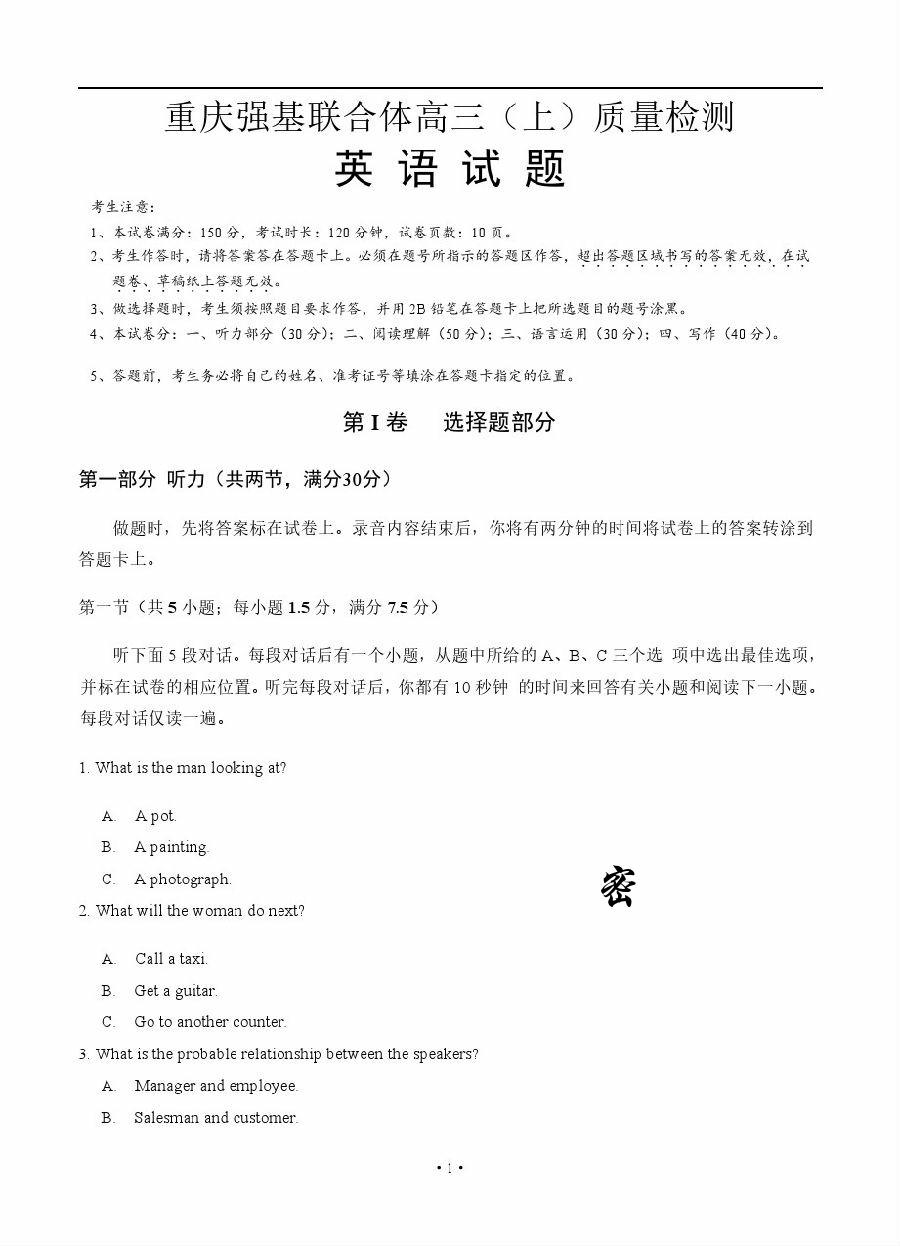 重庆强基联合体高三（上）质量检测
英 语 试 题
考生注意：
1、本试卷满分：150 分，考试时长：120 分钟，试卷页数：10 页。
2、考生作答时，请将答案答在答题卡上。必须在题号所指示的答题区作答，超出答题区域书写的答案无效，在试
题卷、草稿纸上答题无效。
3、做选择题时，考生须按照题目要求作答，并用 2B 铅笔在答题卡上把所选题目的题号涂黑。
4、本试卷分：一、听力部分（30 分）；二、阅读理解（50 分）；三、语言运用（30 分）；四、写作（40 分）。
5、答题前，考生务必将自己的姓名、准考证号等填涂在答题卡指定的位置。
第 I 卷 选择题部分
第一部分 听力（共两节，满分30分）
做题时，先将答案标在试卷上。录音内容结束后，你将有两分钟的时间将试卷上的答案转涂到
答题卡上。
第一节（共 5 小题；每小题 1.5 分，满分 7.5 分）
听下面 5 段对话。每段对话后有一个小题，从题中所给的 A、B、C 三个选 项中选出最佳选项，
并标在试卷的相应位置。听完每段对话后，你都有 10 秒钟 的时间来回答有关小题和阅读下一小题。
每段对话仅读一遍。
1. What is the man looking at?
A. A pot.
B. A painting.
C. A photograph.
密
2. What will the woman do next?
A. Call a taxi.
B. Get a guitar.
C. Go to another counter.
3. What is the probable relationship between the speakers?
A. Manager and employee.
B. Salesman and customer.
• 1 •